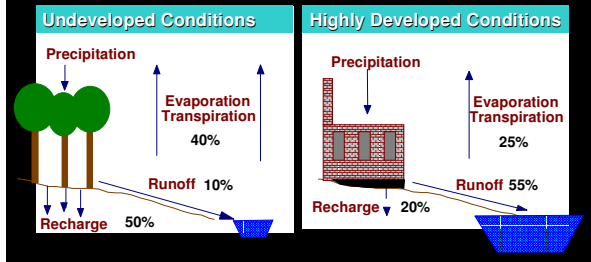 Undeveloped Conditions
Precipitation
Evaporation
Transpiration
40%
Runoff 10%
Recharge 50%
Highly Developed Conditions
Precipitation
Evaporation
Transpiration
25%
Runoff 55%
Recharge 20%